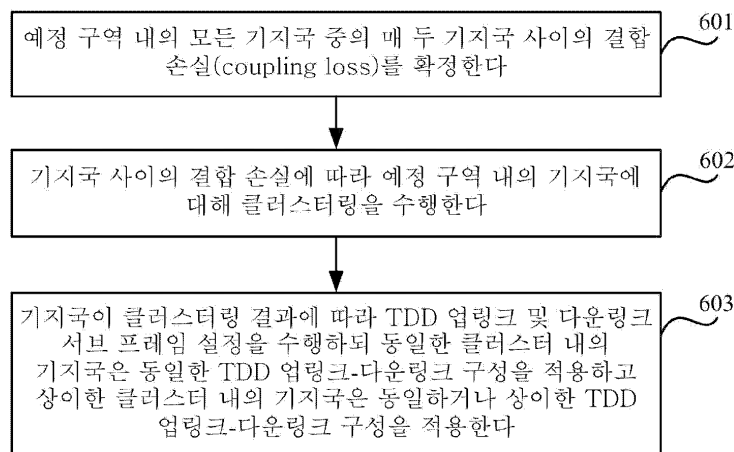 예정 구역 내의 모든 기지국 중의 매 두 기지국 사이의 결합
손실(coupling loss)를 확정한다
601
기지국 사이의 결합 손실에 따라 예정 구역 내의 기지국에
대해 클러스터링을 수행한다
602
기지국이 클러스터링 결과에 따라 TDD 업링크 및 다운링크
서브 프레임 설정을 수행하되 동일한 클러스터 내의
기지국은 동일한 TDD 업링크-다운링크 구성을 적용하고
상이한 클러스터 내의 기지국은 동일하거나 상이한 TDD
업링크-다운링크 구성을 적용한다
603